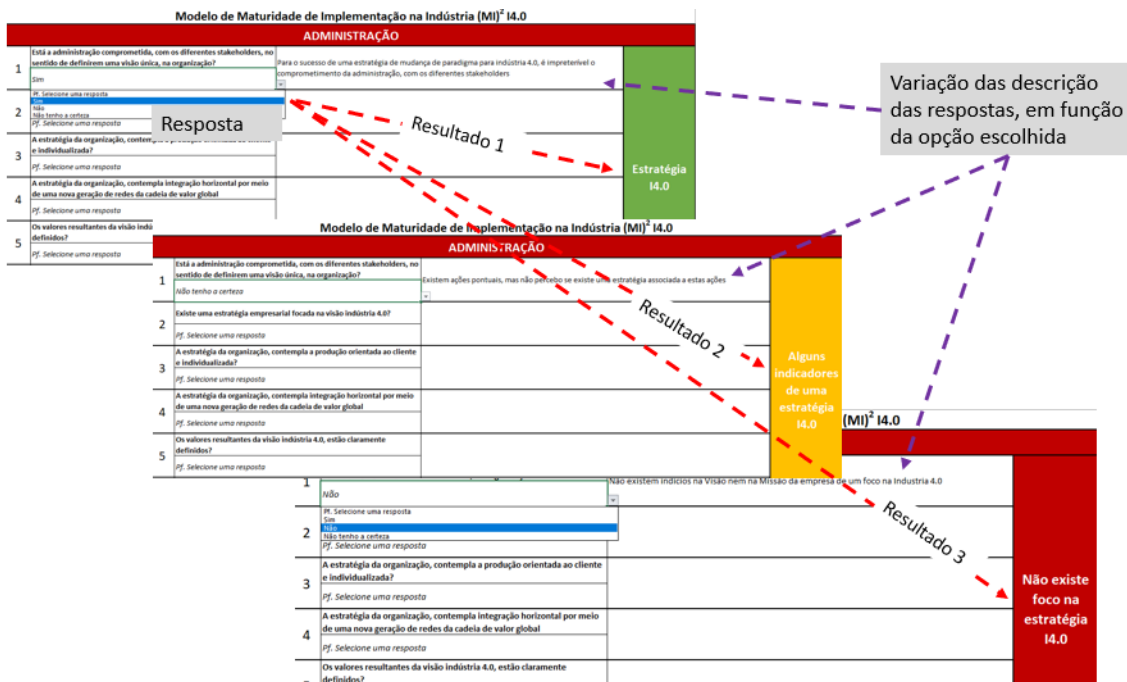 Modelo de Maturidade de Implementação na Indústria (MI)² I4.0
ADMINISTRAÇÃO
1
Está a administração comprometida, com os diferentes stakeholders, no
sentido de definirem uma visão única, na organização?
Sim
Para o sucesso de uma estratégia de mudança de paradigma para indústria 4.0, é impreterível o
comprometimento da administração, com os diferentes stakeholders
Pf. Selecione uma resposta
Sim
Não
Não tenho a certeza
2
Pf. Selecione uma resposta
Resposta
3
A estratégia da organização, contempla a produção orientada ao cliente
e individualizada?
Pf. Selecione uma resposta
4
A estratégia da organização, contempla integração horizontal por meio
de uma nova geração de redes da cadeia de valor global
Pf. Selecione uma resposta
5
Os valores resultantes da visão indú
definidos?
Pf. Selecione uma resposta
Estratégia
I4.0
Resultado 1
Variação das descrição
das respostas, em função
da opção escolhida
Modelo de Maturidade de Implementação na Indústria (MI)² I4.0
ADMINISTRAÇÃO
1
Está a administração comprometida, com os diferentes stakeholders, no
sentido de definirem uma visão única, na organização?
Não tenho a certeza
Existem ações pontuais, mas não percebo se existe uma estratégia associada a estas ações
2
Existe uma estratégia empresarial focada na visão indústria 4.0?
Pf. Selecione uma resposta
3
A estratégia da organização, contempla a produção orientada ao cliente
e individualizada?
Pf. Selecione uma resposta
4
A estratégia da organização, contempla integração horizontal por meio
de uma nova geração de redes da cadeia de valor global
Pf. Selecione uma resposta
5
Os valores resultantes da visão indústria 4.0, estão claramente
definidos?
Pf. Selecione uma resposta
Alguns
indicadores
de uma
estratégia
I4.0
Resultado 2
(MI)² I4.0
1
Não
Não existem indícios na Visão nem na Missão da empresa de um foco na Industria 4.0
Pf. Selecione uma resposta
Sim
Não
Não tenho a certeza
2
Pf. Selecione uma resposta
3
A estratégia da organização, contempla a produção orientada ao cliente
e individualizada?
Pf. Selecione uma resposta
4
A estratégia da organização, contempla integração horizontal por meio
de uma nova geração de redes da cadeia de valor global
Pf. Selecione uma resposta
Os valores resultantes da visão indústria 4.0, estão claramente
definidos?
Resultado 3
Não existe
foco na
estratégia
I4.0